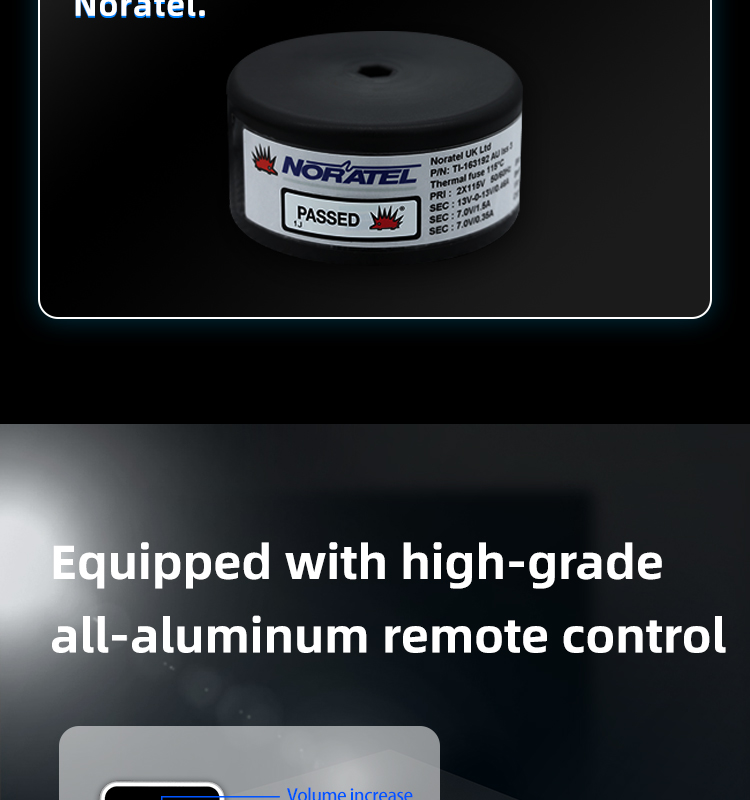 Noratel.
NORATEL
PASSED
1J
Noratel UK Ltd
P/N: TI-163192 AU Iss 3
Thermal fuse 115°C
PRI : 2X115V 50/60Hz
SEC : 13V-0-13V/0.46A
SEC : 7.0V/1.5A
SEC : 7.0V/0.35A
Equipped with high-grade
all-aluminum remote control
Volume increase